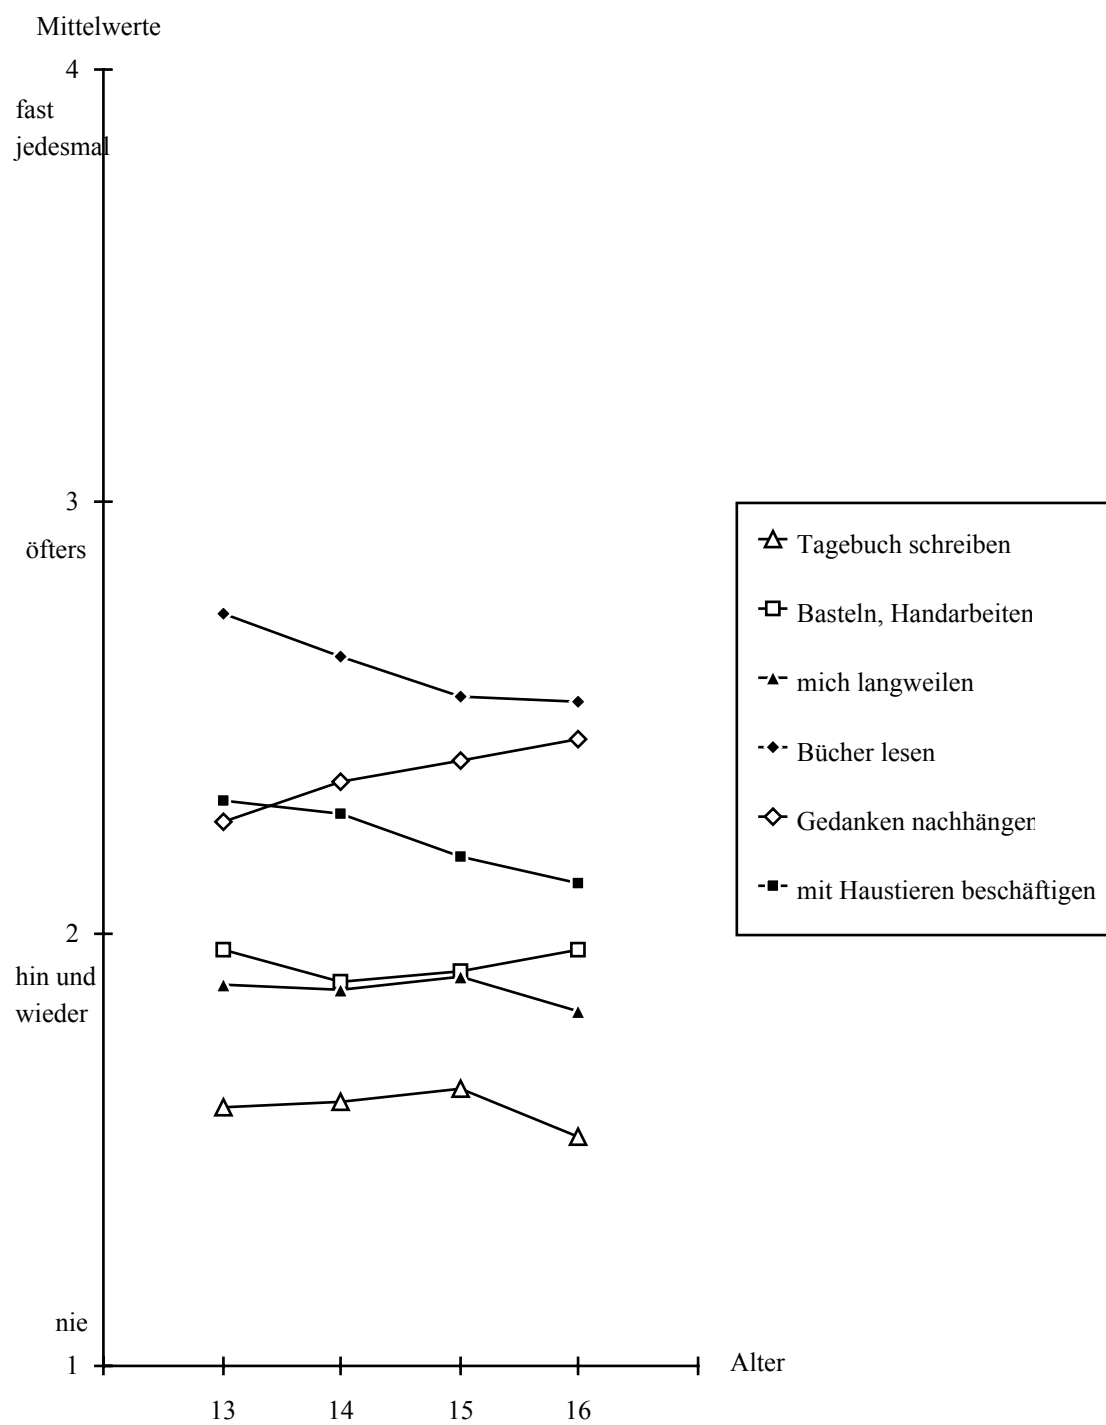 Mittelwerte
4
fast
jedesmal
3
öfters
2
hin und
wieder
nie
1
13 14 15 16
Alter
Tagebuch schreiben
Basteln, Handarbeiten
mich langweilen
Bücher lesen
Gedanken nachhängen
mit Haustieren beschäftigen